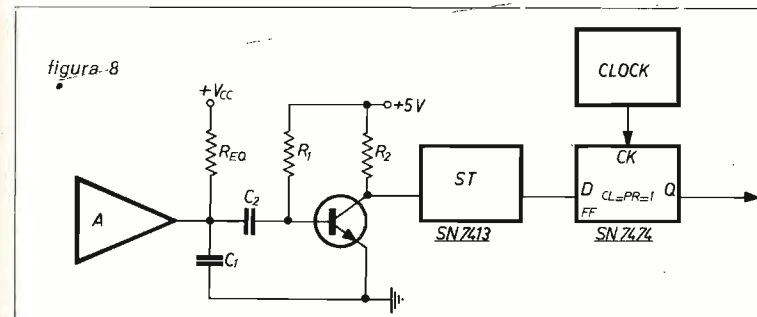 figura 8
+VCC
REQ
R1
+5V
R2
CLOCK
A
C2
C1
ST
SN7413
CK
D
CL=PR=1
Q
FF
SN7474